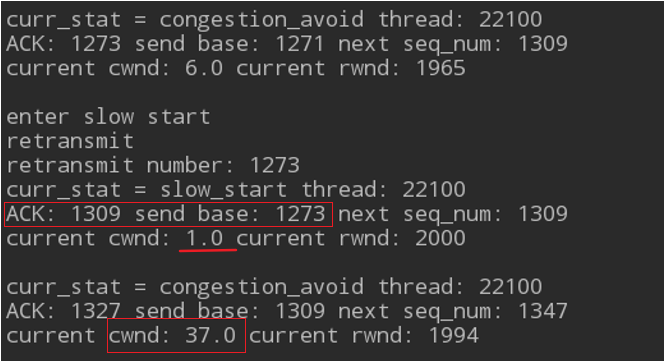 curr_stat = congestion_avoid thread: 22100
ACK: 1273 send base: 1271 next seq_num: 1309
current cwnd: 6.0 current rwnd: 1965
enter slow start
retransmit
retransmit number: 1273
curr_stat = slow_start thread: 22100
ACK: 1309 send base: 1273 next seq_num: 1309
current cwnd: 1.0 current rwnd: 2000
curr_stat = congestion_avoid thread: 22100
ACK: 1327 send base: 1309 next seq_num: 1347
current cwnd: 37.0 current rwnd: 1994